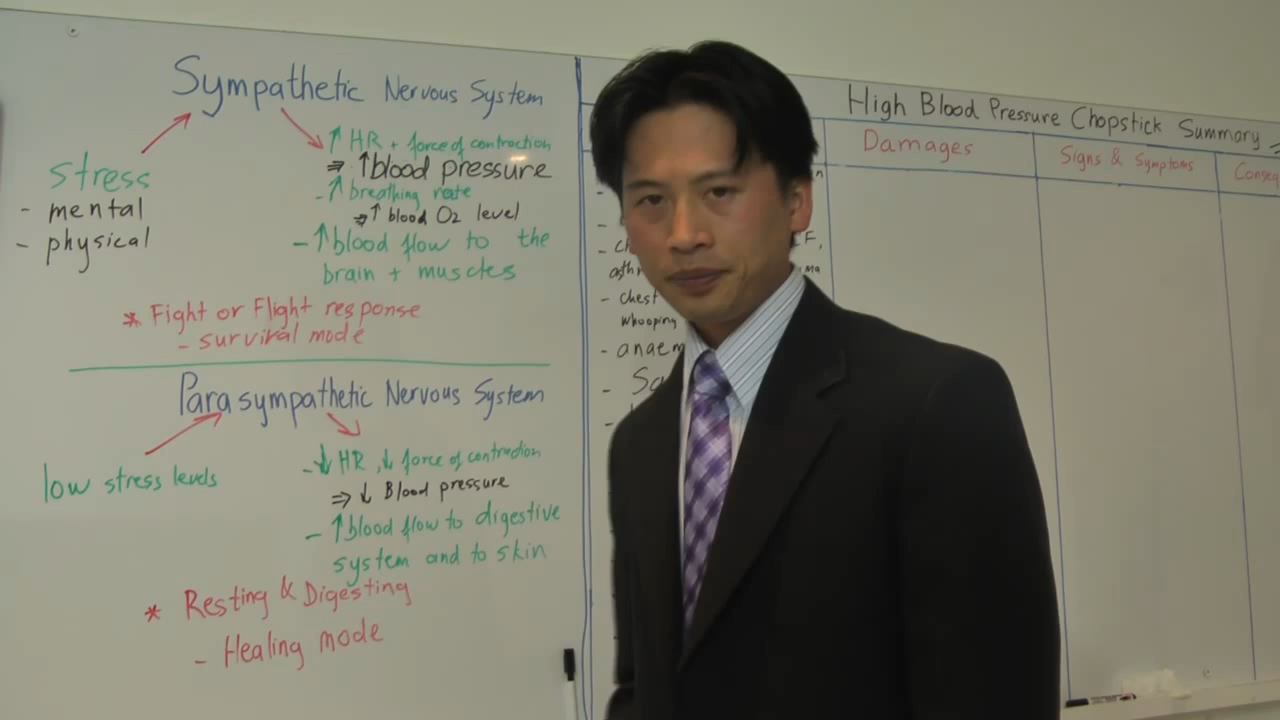 Sympathetic Nervous System
stress
- mental
- physical
↑ HR + force of contraction
⇒ ↑blood pressure
- ↑ breathing rate
⇒ ↑ blood O2 level
- ↑blood flow to the
brain + muscles
* Fight or Flight response
- survival mode
Parasympathetic Nervous System
low stress levels
- ↓ HR, ↓ force of contraction
⇒ ↓ Blood pressure
- ↑ blood flow to digestive
system and to skin
* Resting & Digesting
- Healing mode
High Blood Pressure Chopstick Summary
Damages
Signs & Symptoms
Conseq
- chest
whooping
- anaem